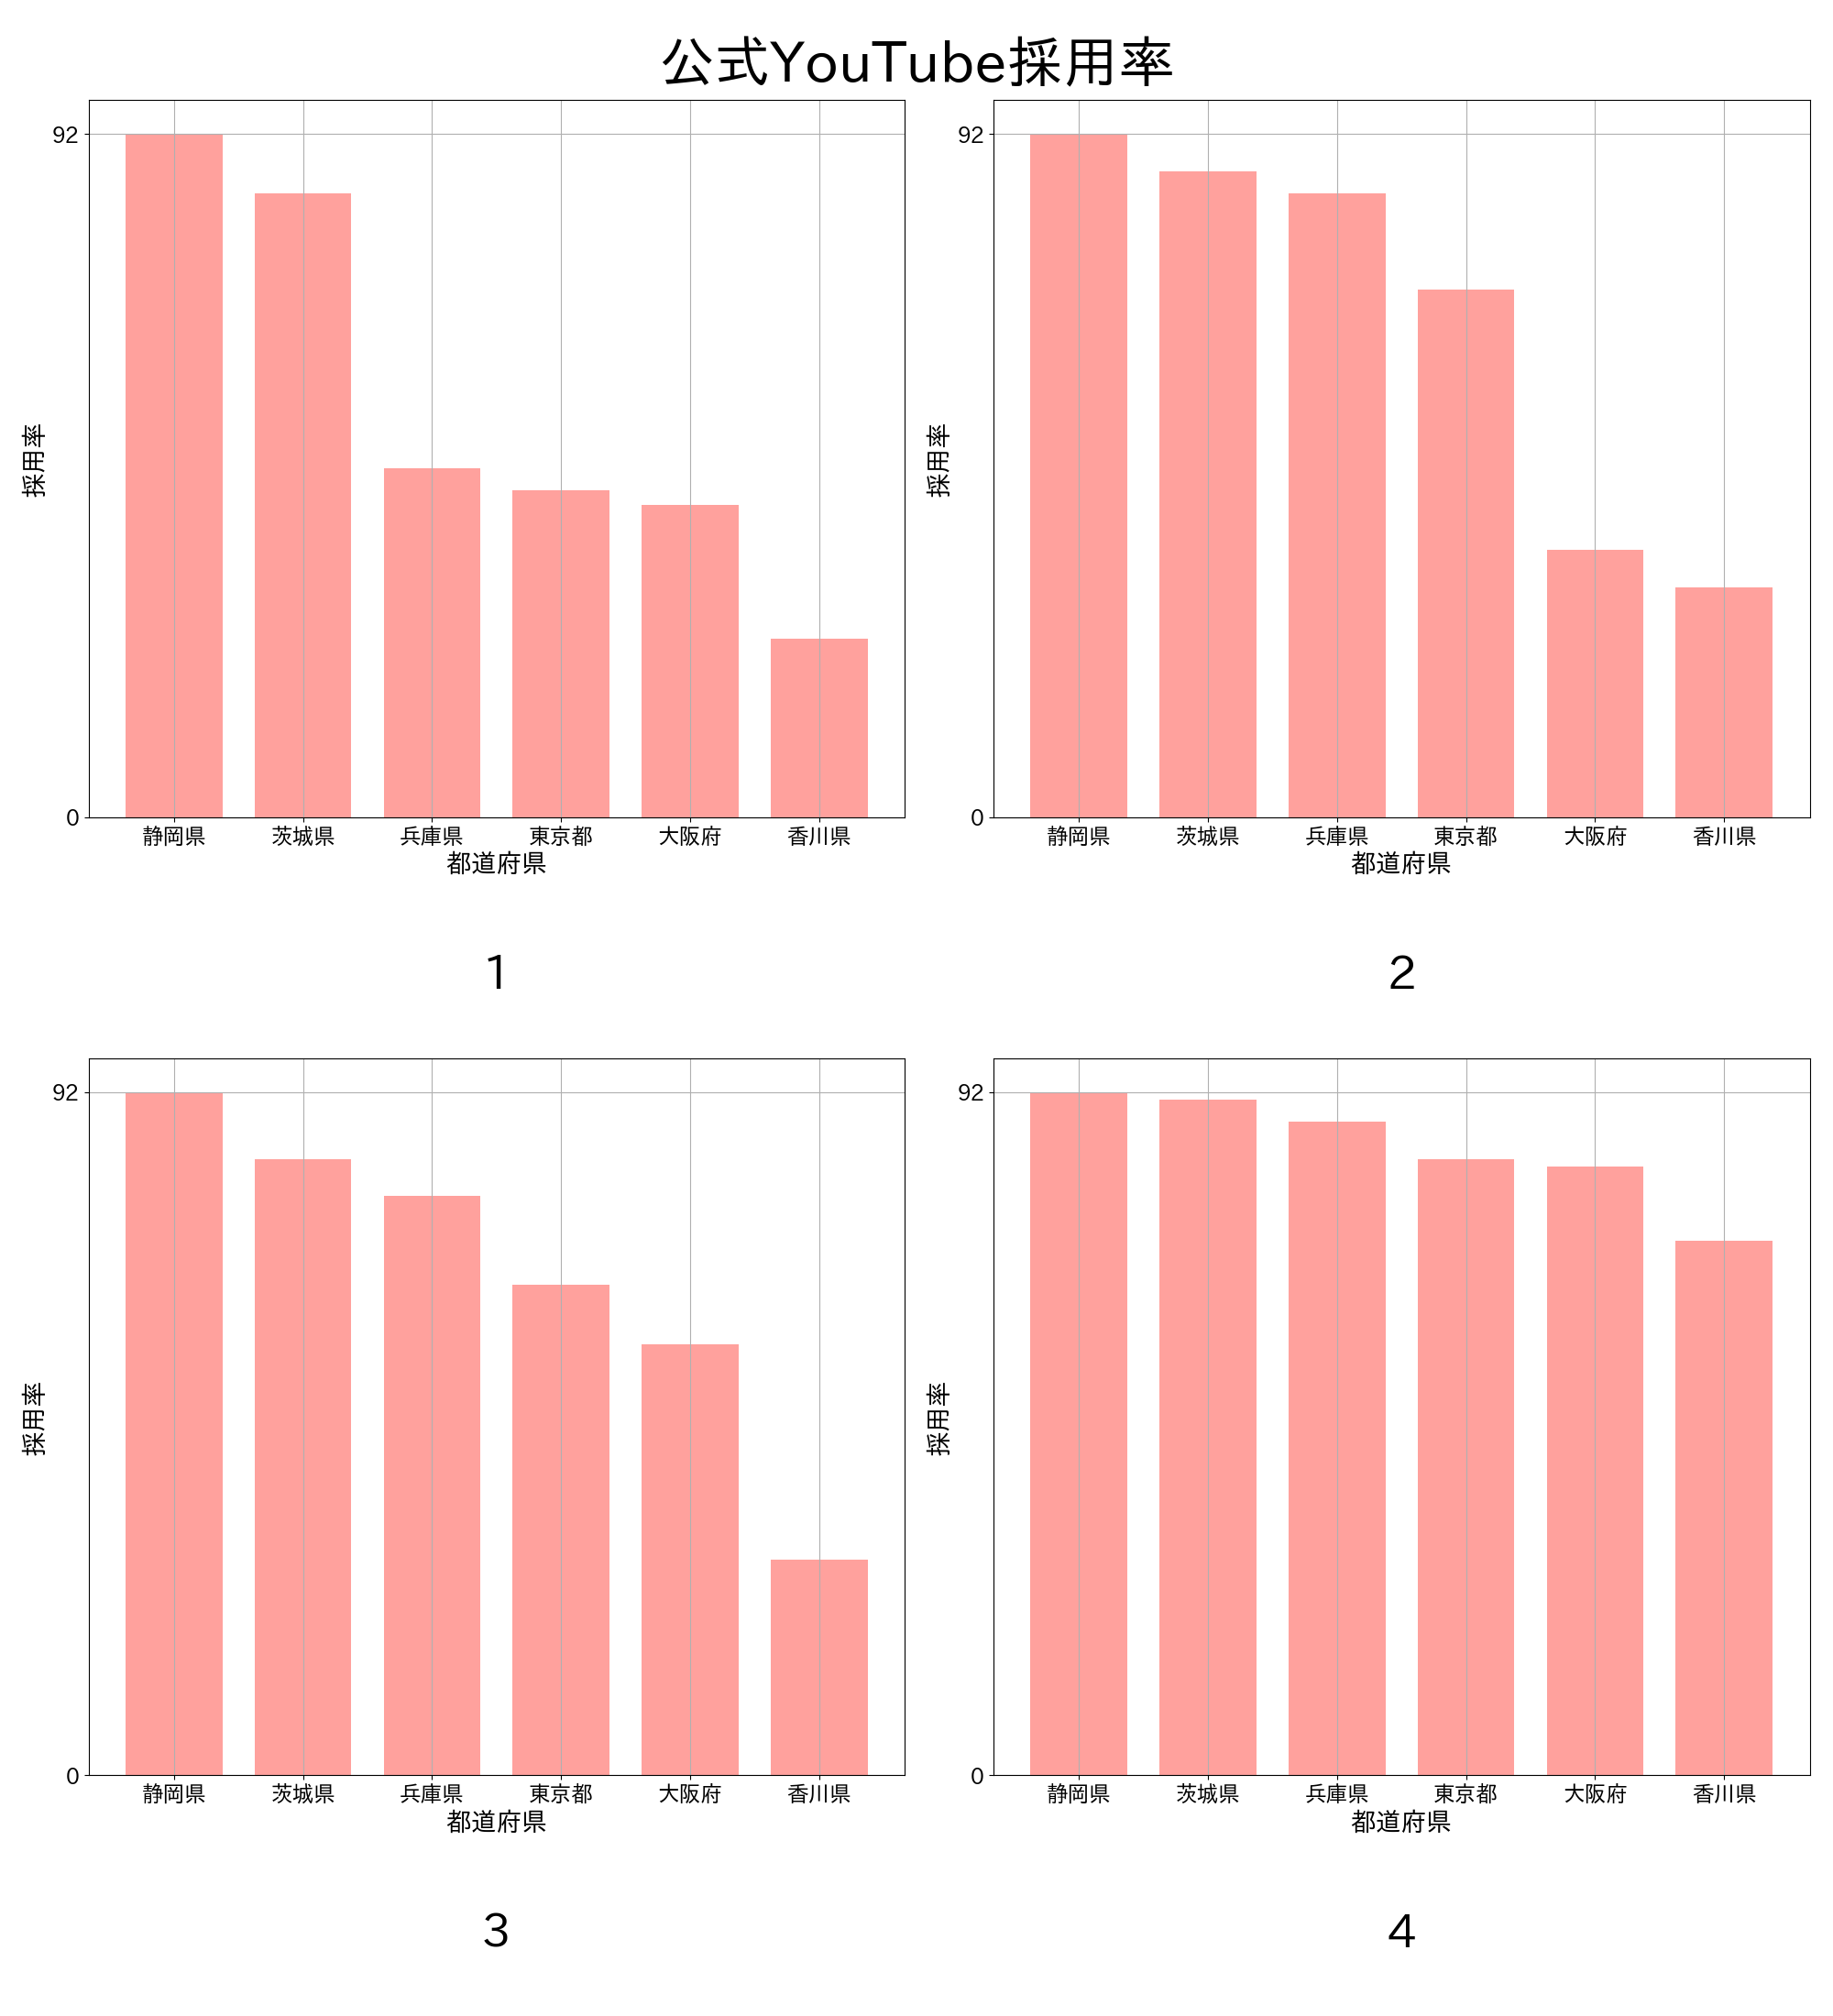 公式YouTube採用率
92
採用率
0
静岡県 茨城県 兵庫県 東京都 大阪府 香川県
都道府県
1
92
採用率
0
静岡県 茨城県 兵庫県 東京都 大阪府 香川県
都道府県
2
92
採用率
0
静岡県 茨城県 兵庫県 東京都 大阪府 香川県
都道府県
3
92
採用率
0
静岡県 茨城県 兵庫県 東京都 大阪府 香川県
都道府県
4